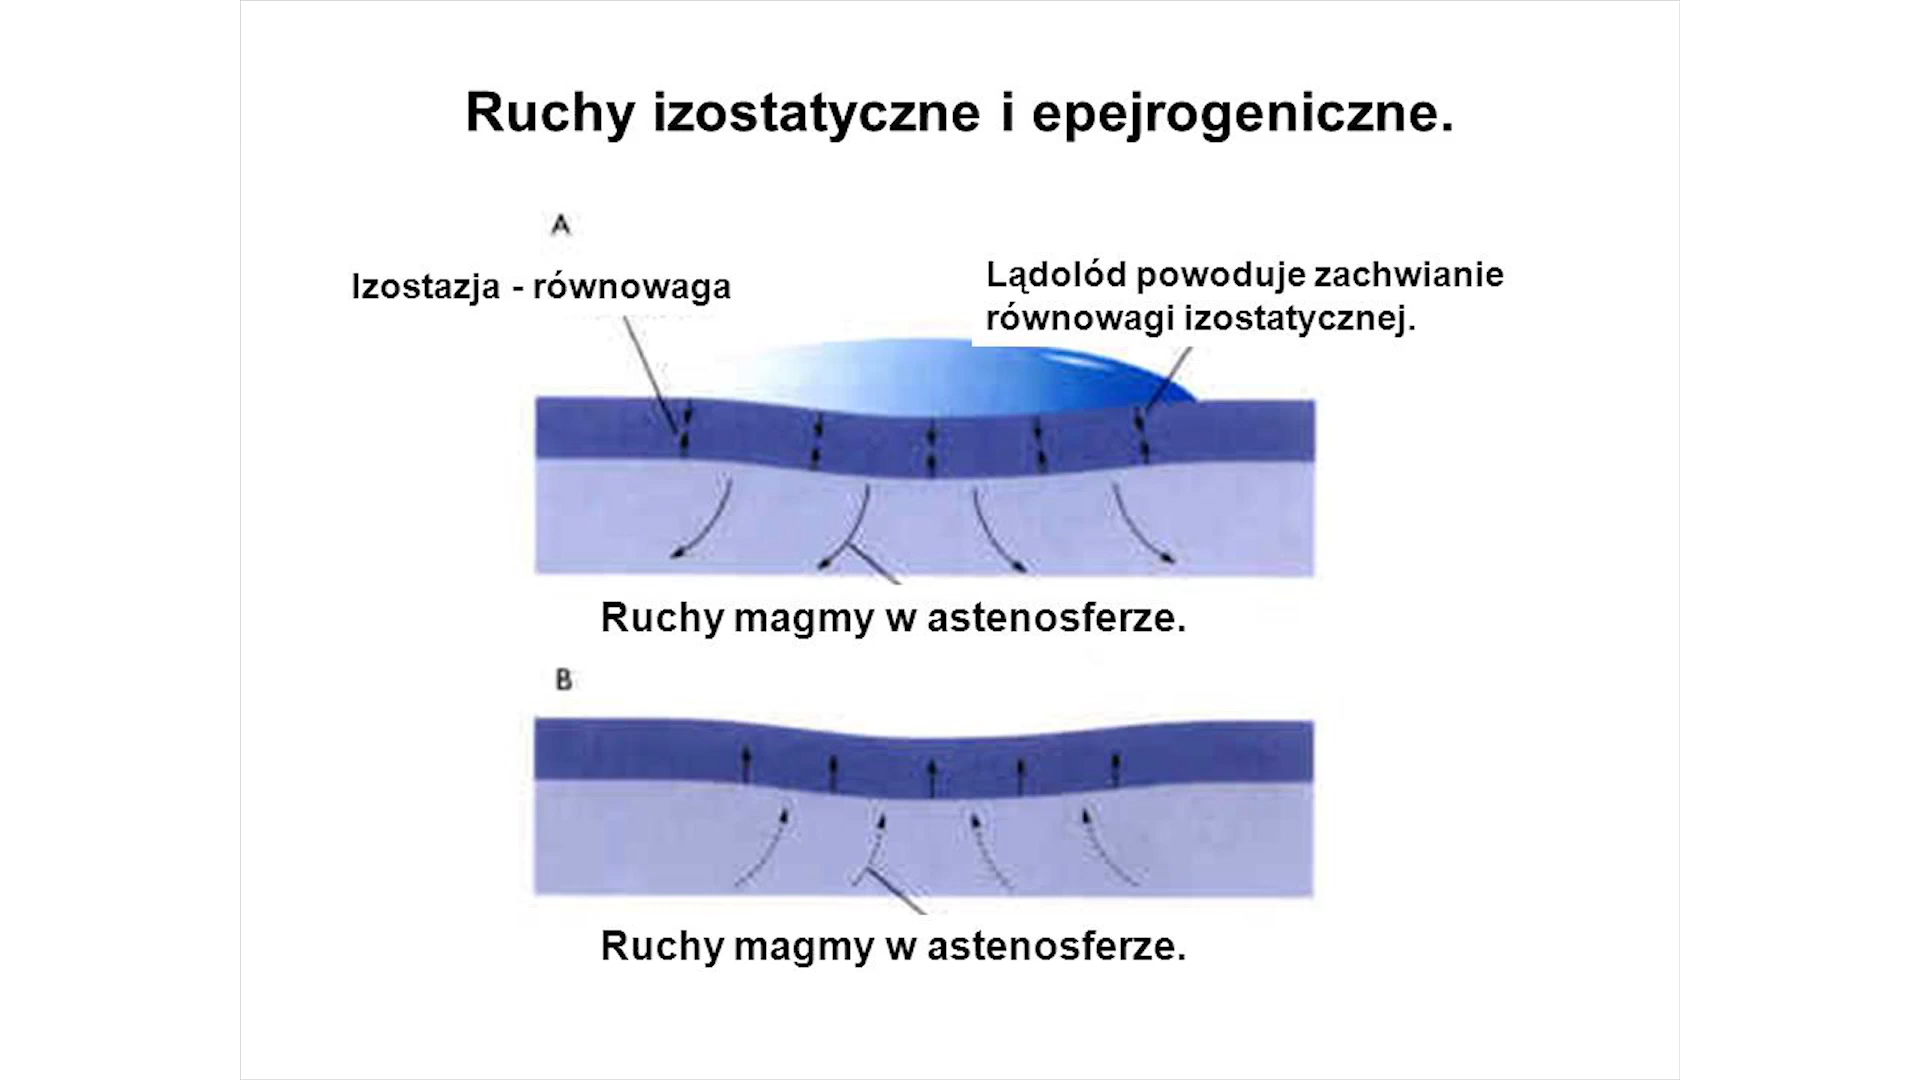 Ruchy izostatyczne i epejrogeniczne.
A
Izostazja - równowaga
Lądolód powoduje zachwianie
równowagi izostatycznej.
Ruchy magmy w astenosferze.
B
Ruchy magmy w astenosferze.